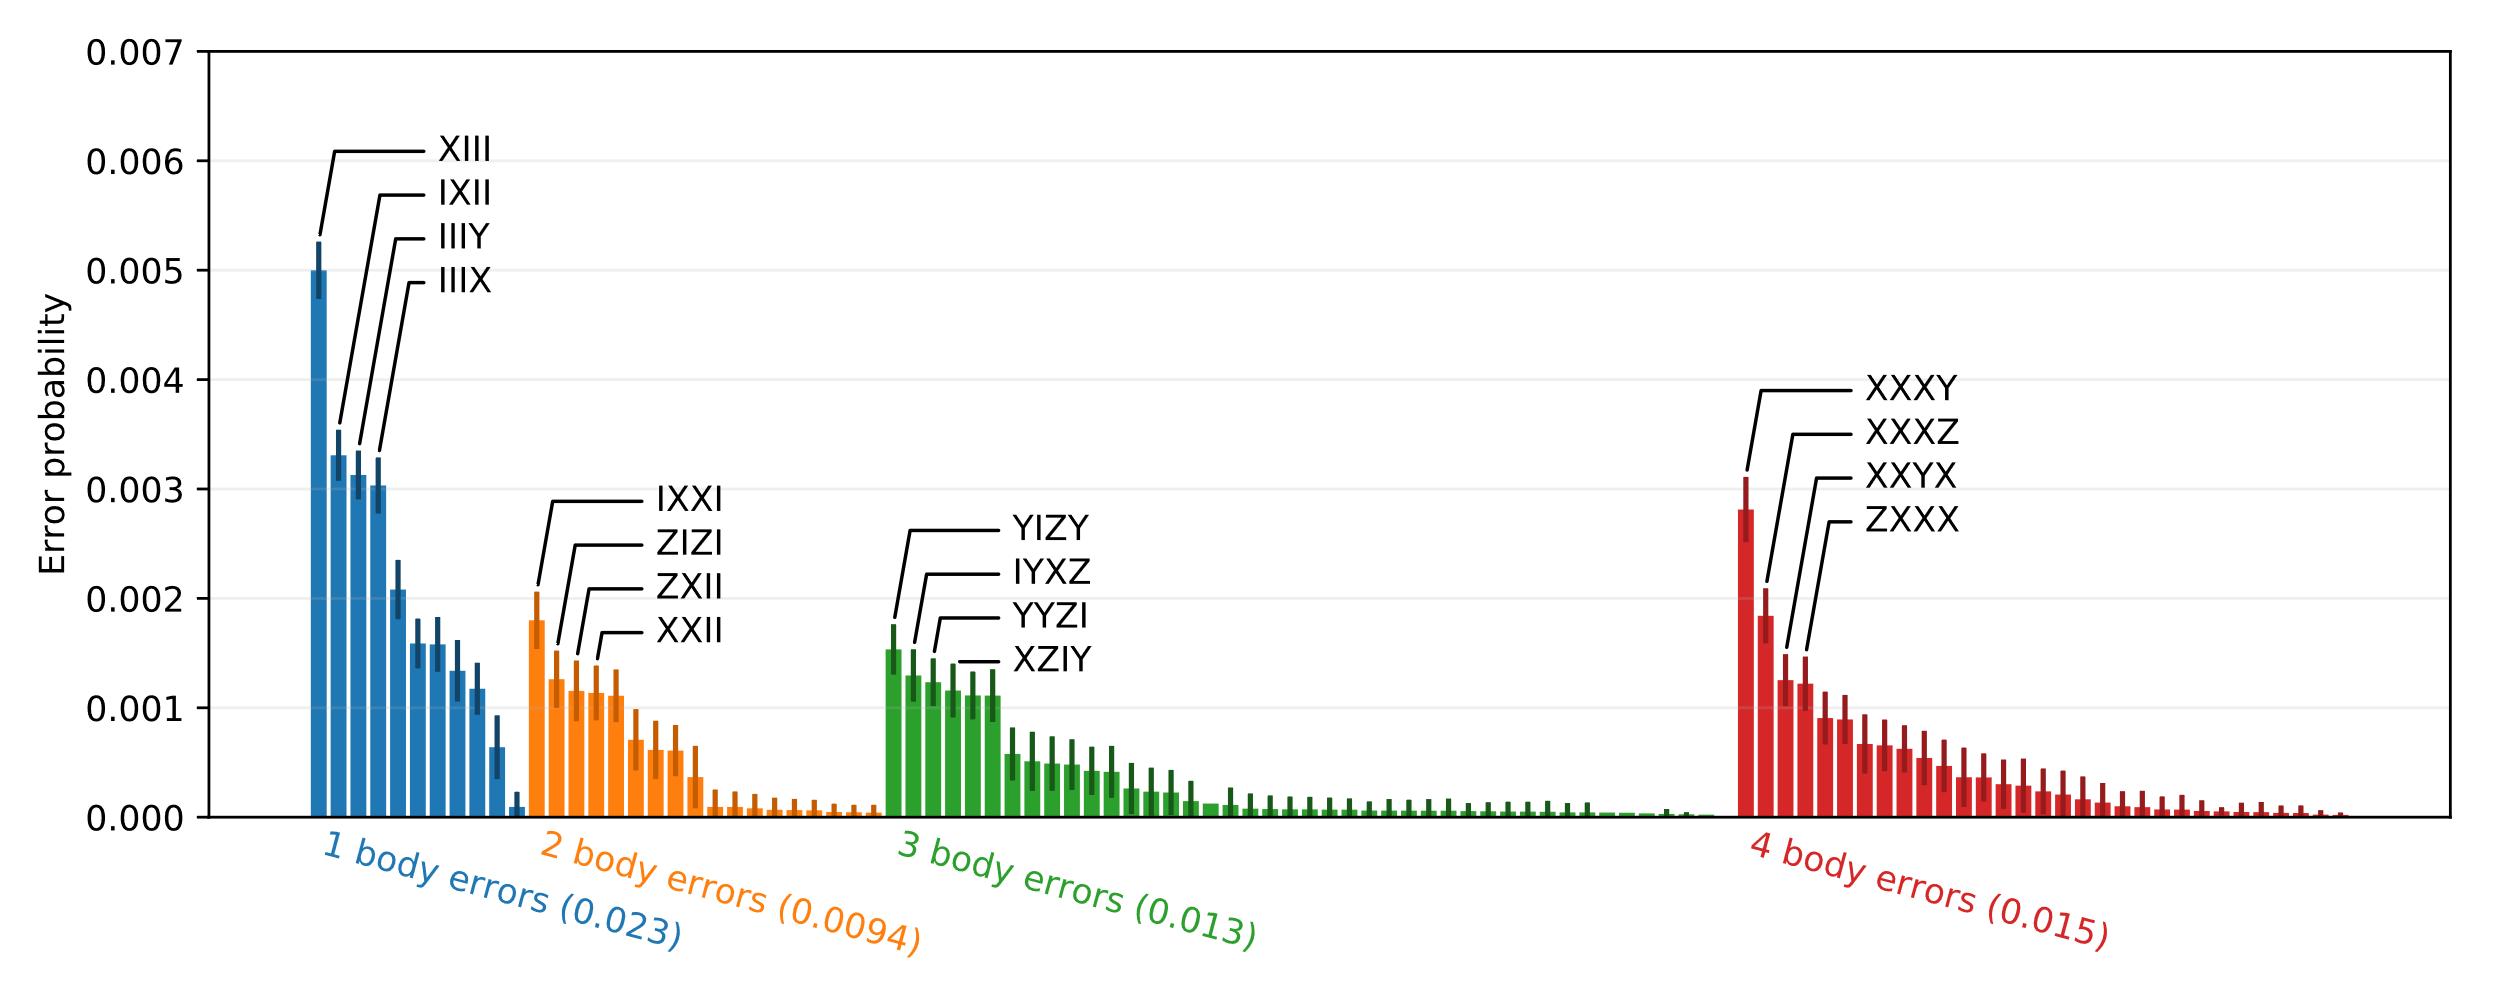 0.007
0.006
0.005
0.004
0.003
0.002
0.001
0.000
Error probability
XIII
IXII
IIIY
IIIX
IXXI
ZIZI
ZXII
XXII
YIZY
IYXZ
YYZI
XZIY
XXXY
XXXZ
XXYX
ZXXX
1 body errors (0.023)
2 body errors (0.0094)
3 body errors (0.013)
4 body errors (0.015)